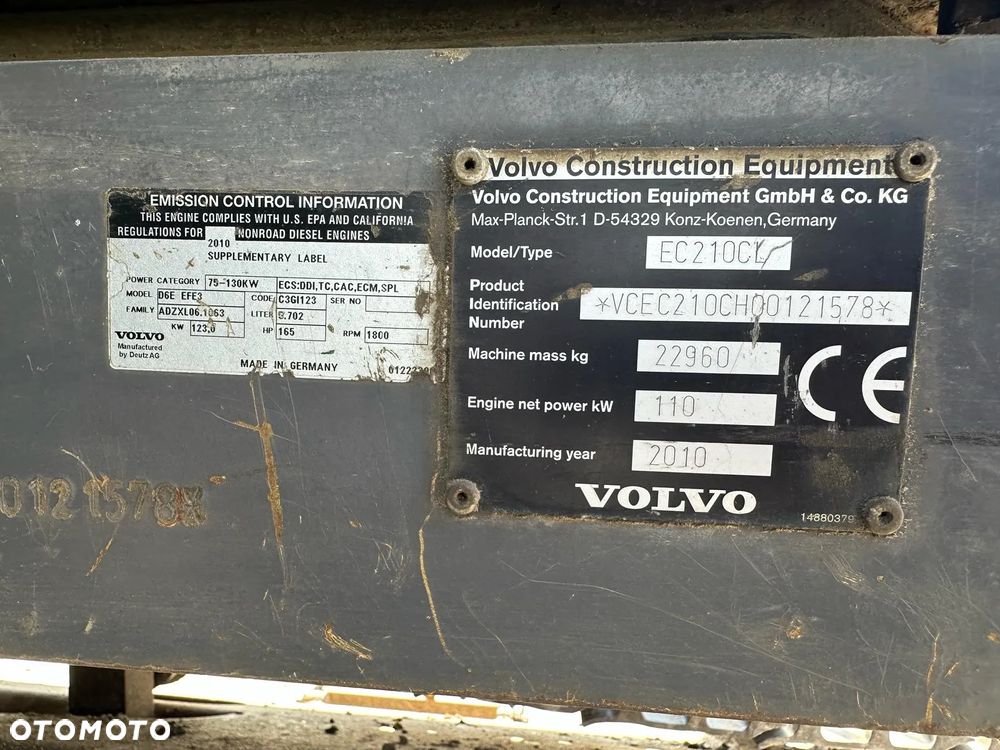 EMISSION CONTROL INFORMATION
THIS ENGINE COMPLIES WITH U.S. EPA AND CALIFORNIA
REGULATIONS FOR 2010 NONROAD DIESEL ENGINES
SUPPLEMENTARY LABEL
POWER CATEGORY 75-130KW ECS:DDI,TC,CAC,ECM,SPL
MODEL D6E EFE3 CODE C3GI123 SER NO
FAMILY LITER
KW 123,0 HP 165 RPM 1800
VOLVO
Manufactured
by Deutz AG
MADE IN GERMANY
Volvo Construction Equipment
Volvo Construction Equipment GmbH & Co. KG
Max-Planck-Str.1 D-54329 Konz-Koenen,Germany
Model/Type EC210CL
Product
Identification *VCEC210CH00121578*
Number
Machine mass kg 22960
Engine net power kW 110
Manufacturing year 2010
CE
VOLVO
14880379
0121578*
OTOMOTO